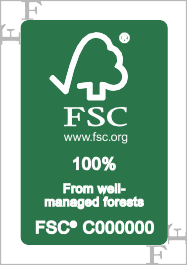 F
F
FSC
www.fsc.org
100%
From well-
managed forests
FSC® C000000
F
F